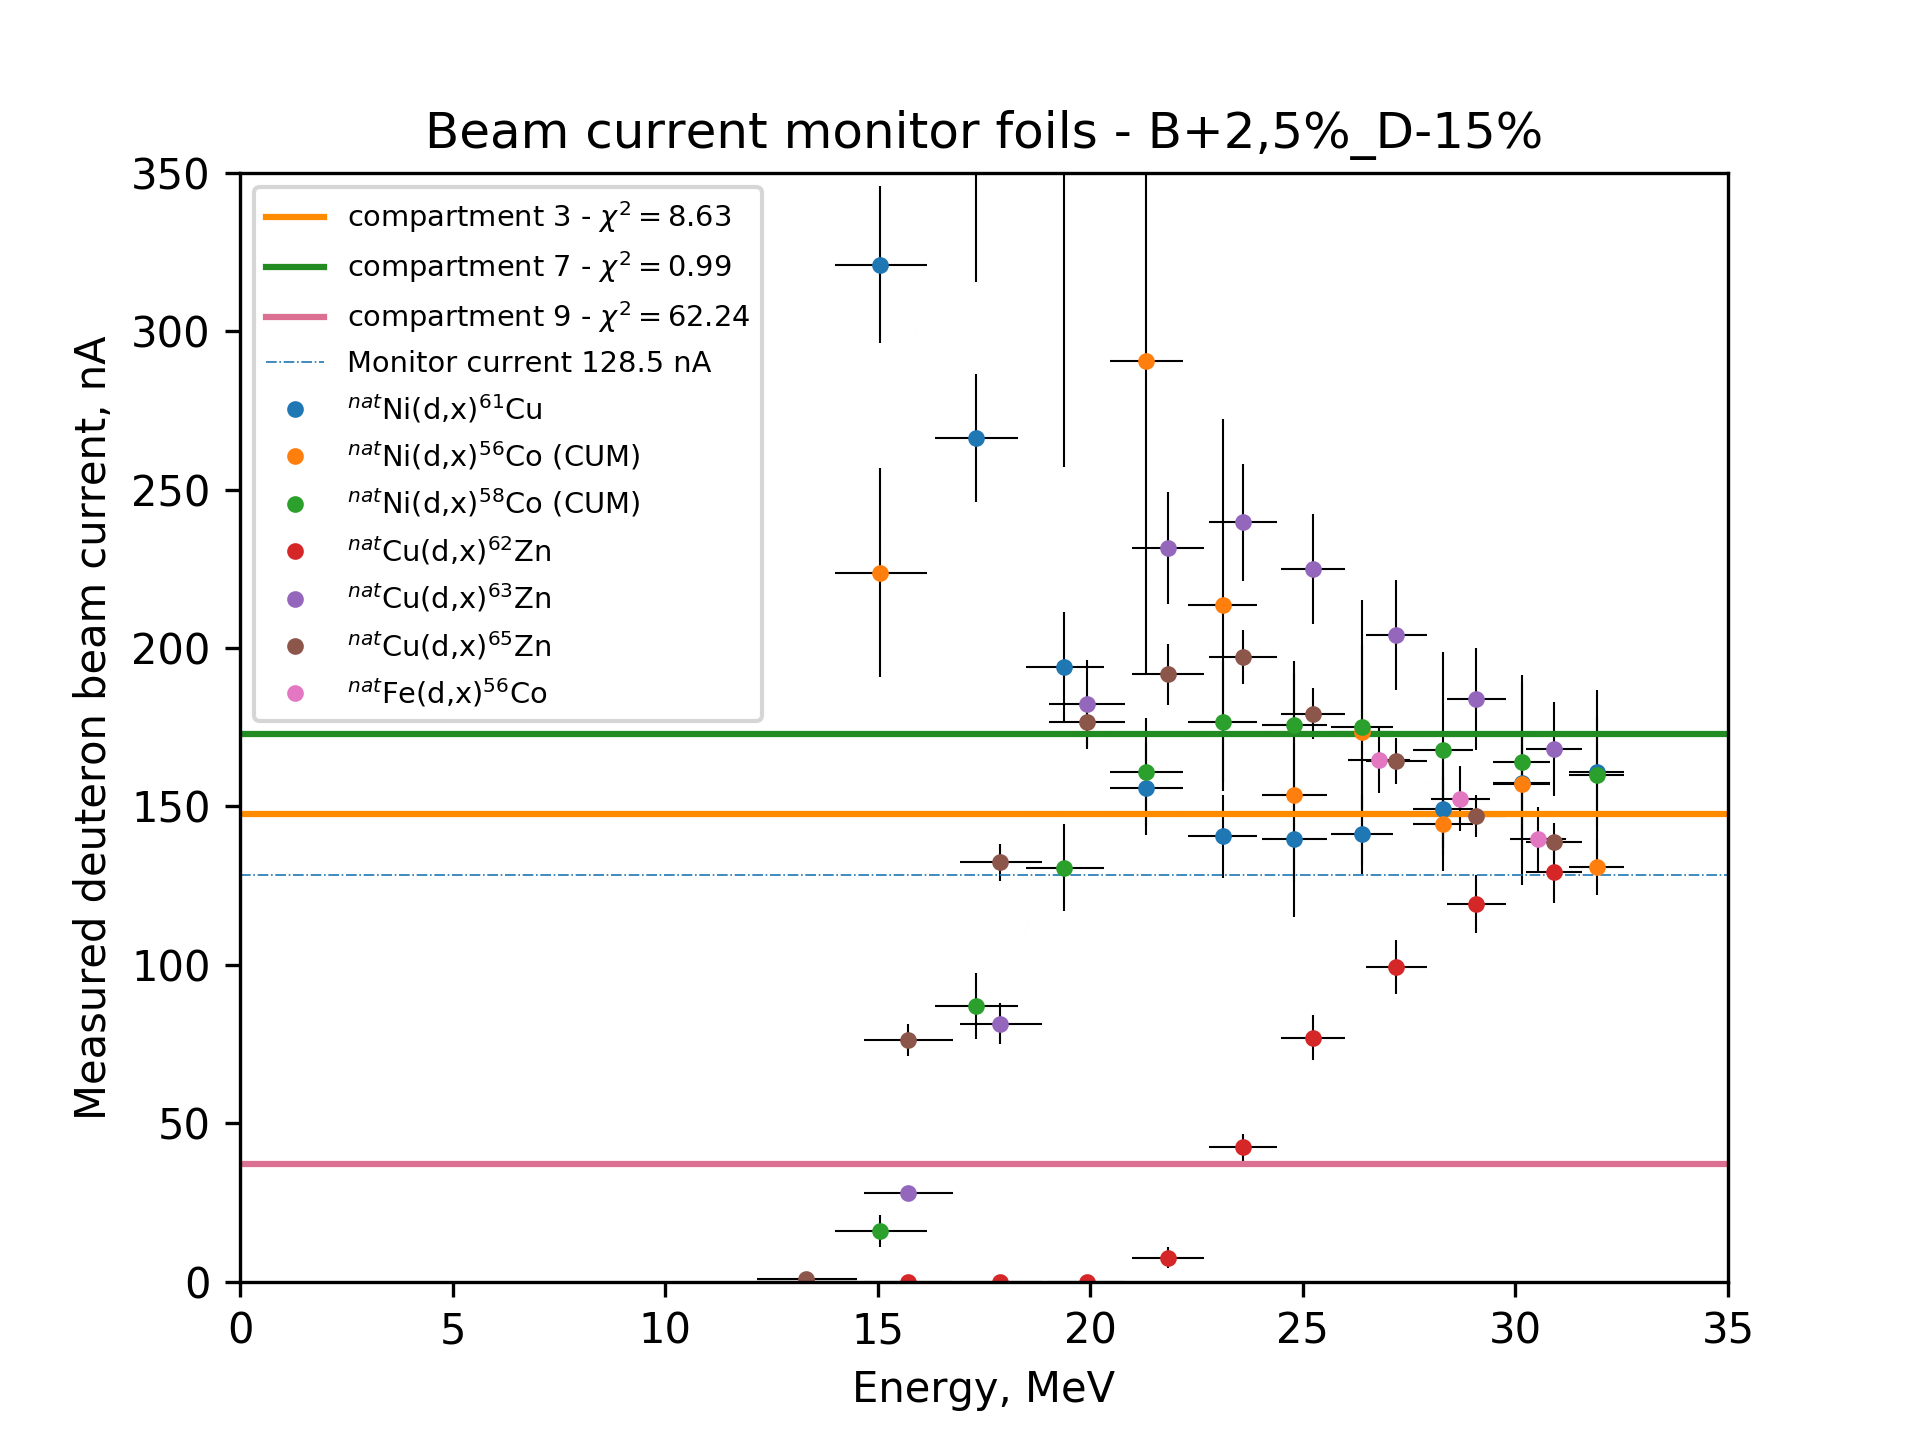 Beam current monitor foils - B+2,5%_D-15%
350
300
250
200
150
100
50
0
Measured deuteron beam current, nA
compartment 3 - χ² = 8.63
compartment 7 - χ² = 0.99
compartment 9 - χ² = 62.24
Monitor current 128.5 nA
ⁿᵃᵗNi(d,x)⁶¹Cu
ⁿᵃᵗNi(d,x)⁵⁶Co (CUM)
ⁿᵃᵗNi(d,x)⁵⁸Co (CUM)
ⁿᵃᵗCu(d,x)⁶²Zn
ⁿᵃᵗCu(d,x)⁶³Zn
ⁿᵃᵗCu(d,x)⁶⁵Zn
ⁿᵃᵗFe(d,x)⁵⁶Co
0 5 10 15 20 25 30 35
Energy, MeV